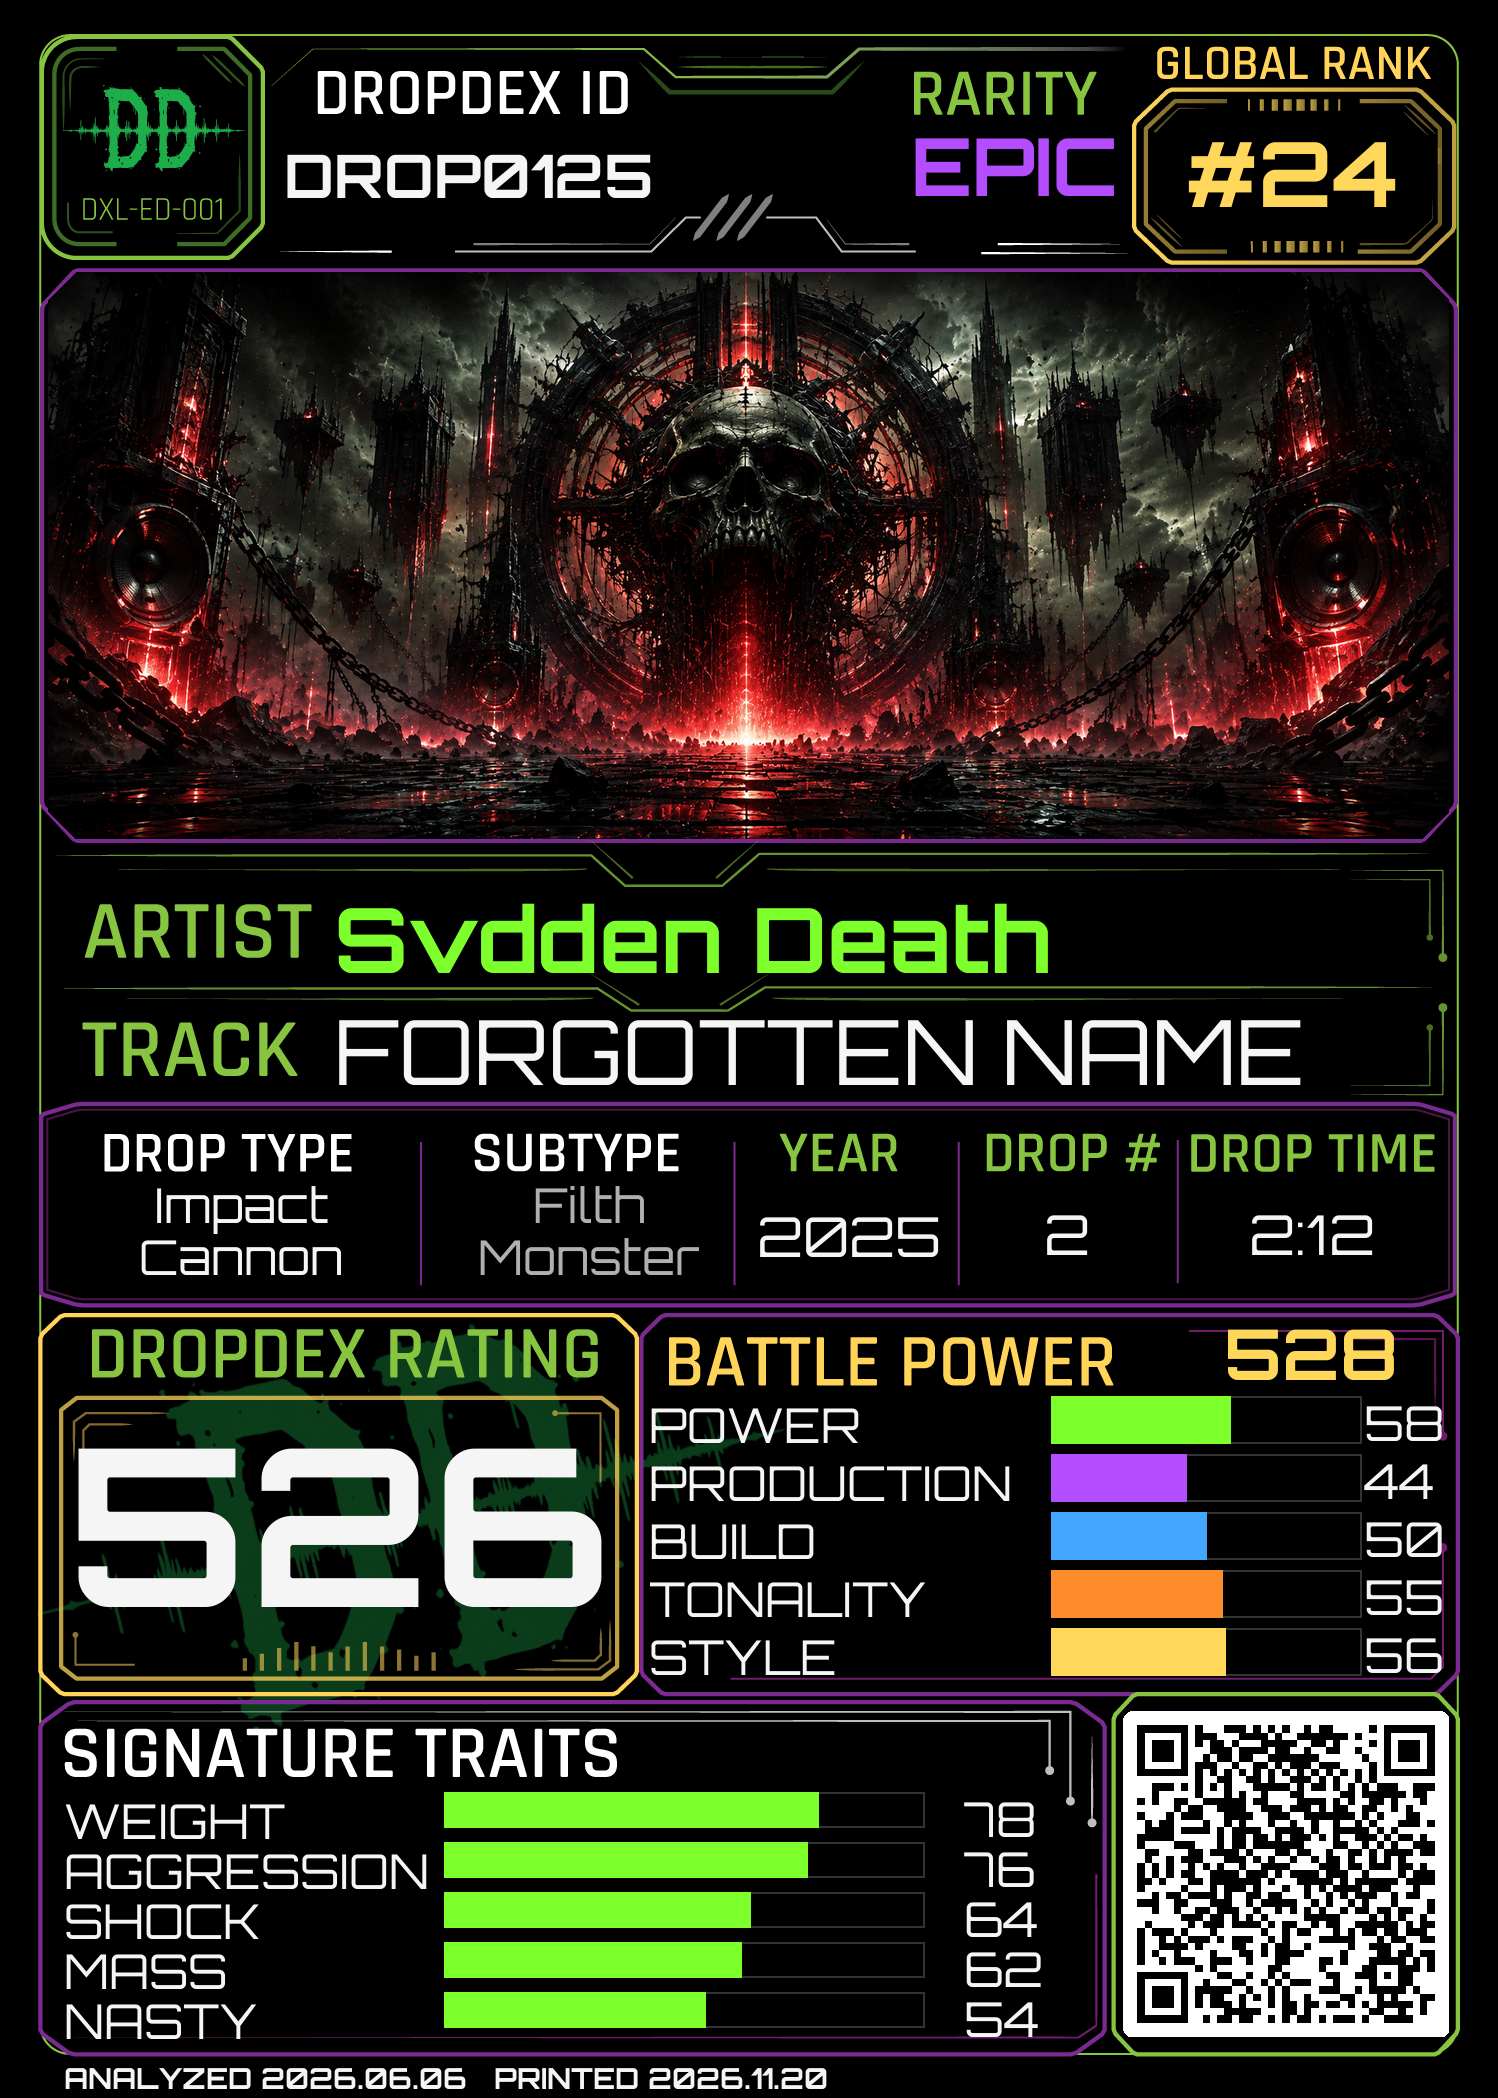 DD
DXL-ED-001
DROPDEX ID
DROP0125
RARITY
EPIC
GLOBAL RANK
#24
ARTIST Svdden Death
TRACK FORGOTTEN NAME
DROP TYPE
Impact
Cannon
SUBTYPE
Filth
Monster
YEAR
2025
DROP #
2
DROP TIME
2:12
DROPDEX RATING
526
BATTLE POWER 528
POWER 58
PRODUCTION 44
BUILD 50
TONALITY 55
STYLE 56
SIGNATURE TRAITS
WEIGHT 78
AGGRESSION 76
SHOCK 64
MASS 62
NASTY 54
ANALYZED 2026.06.06 PRINTED 2026.11.20